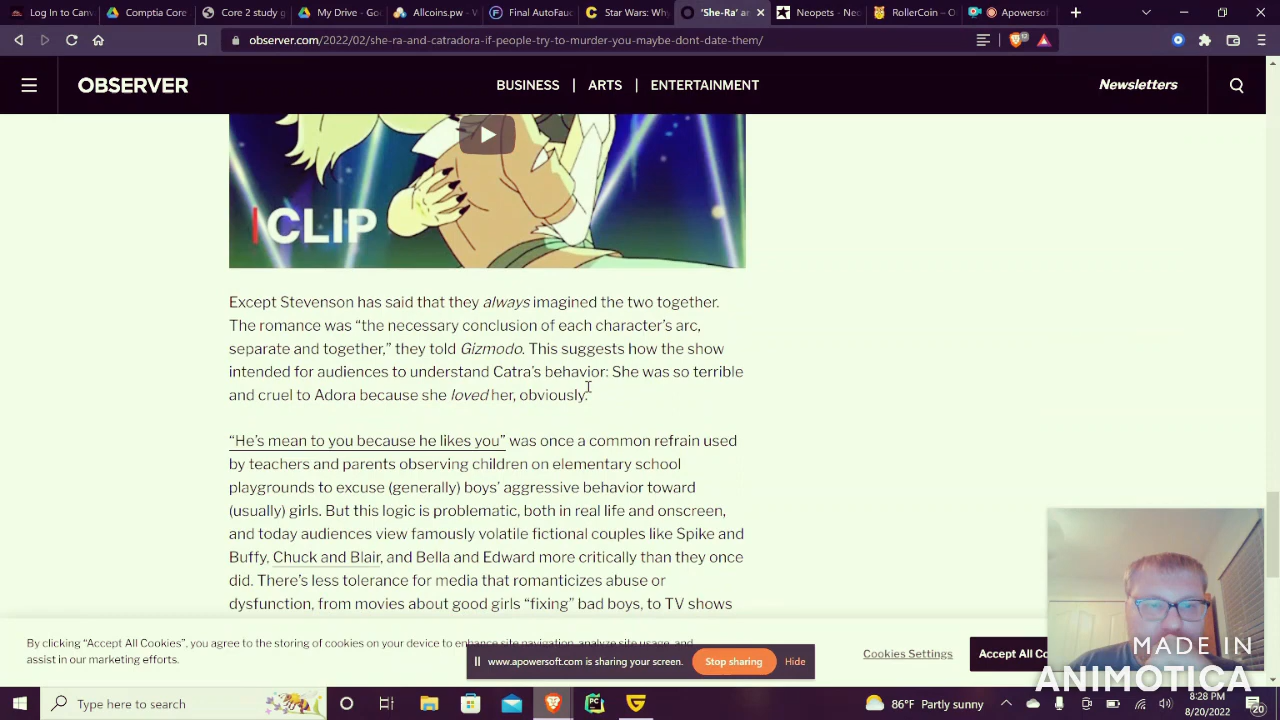 Log In to Canv
Comptia Core
Core 2 study g
My Drive - Goo
Allcoins.pw - V
Final AutoFauc
Star Wars: Why
'She-Ra' ar
Neopets - Nec
RollerCoin - O
Apowersof
observer.com/2022/02/she-ra-and-catradora-if-people-try-to-murder-you-maybe-dont-date-them/
OBSERVER
BUSINESS | ARTS | ENTERTAINMENT
Newsletters
CLIP
Except Stevenson has said that they always imagined the two together.
The romance was “the necessary conclusion of each character’s arc,
separate and together,” they told Gizmodo. This suggests how the show
intended for audiences to understand Catra’s behavior: She was so terrible
and cruel to Adora because she loved her, obviously.
“He’s mean to you because he likes you” was once a common refrain used
by teachers and parents observing children on elementary school
playgrounds to excuse (generally) boys’ aggressive behavior toward
(usually) girls. But this logic is problematic, both in real life and onscreen,
and today audiences view famously volatile fictional couples like Spike and
Buffy, Chuck and Blair, and Bella and Edward more critically than they once
did. There’s less tolerance for media that romanticizes abuse or
dysfunction, from movies about good girls “fixing” bad boys, to TV shows
By clicking “Accept All Cookies”, you agree to the storing of cookies on your device to enhance site navigation, analyze site usage, and
assist in our marketing efforts.
www.apowersoft.com is sharing your screen.
Stop sharing
Hide
Cookies Settings
Accept All Co
MADE IN
ANIMOTICA
Type here to search
86°F Partly sunny
8:28 PM
8/20/2022
20